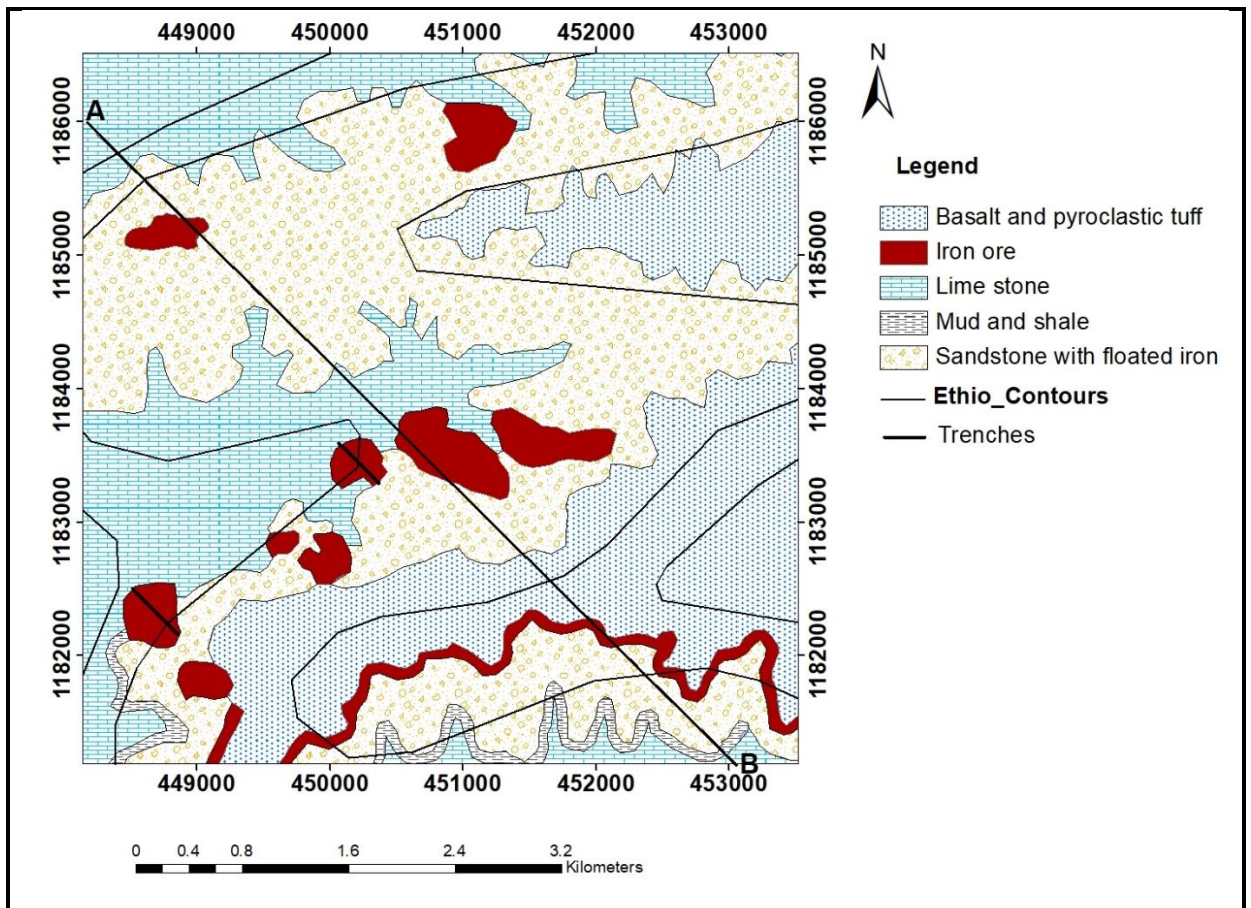 449000 450000 451000 452000 453000
N
A
1186000 1186000
Legend
Basalt and pyroclastic tuff
1185000 1185000
Iron ore
Lime stone
Mud and shale
Sandstone with floated iron
1184000 1184000
Ethio_Contours
Trenches
1183000 1183000
1182000 1182000
B
449000 450000 451000 452000 453000
0 0.4 0.8 1.6 2.4 3.2
Kilometers